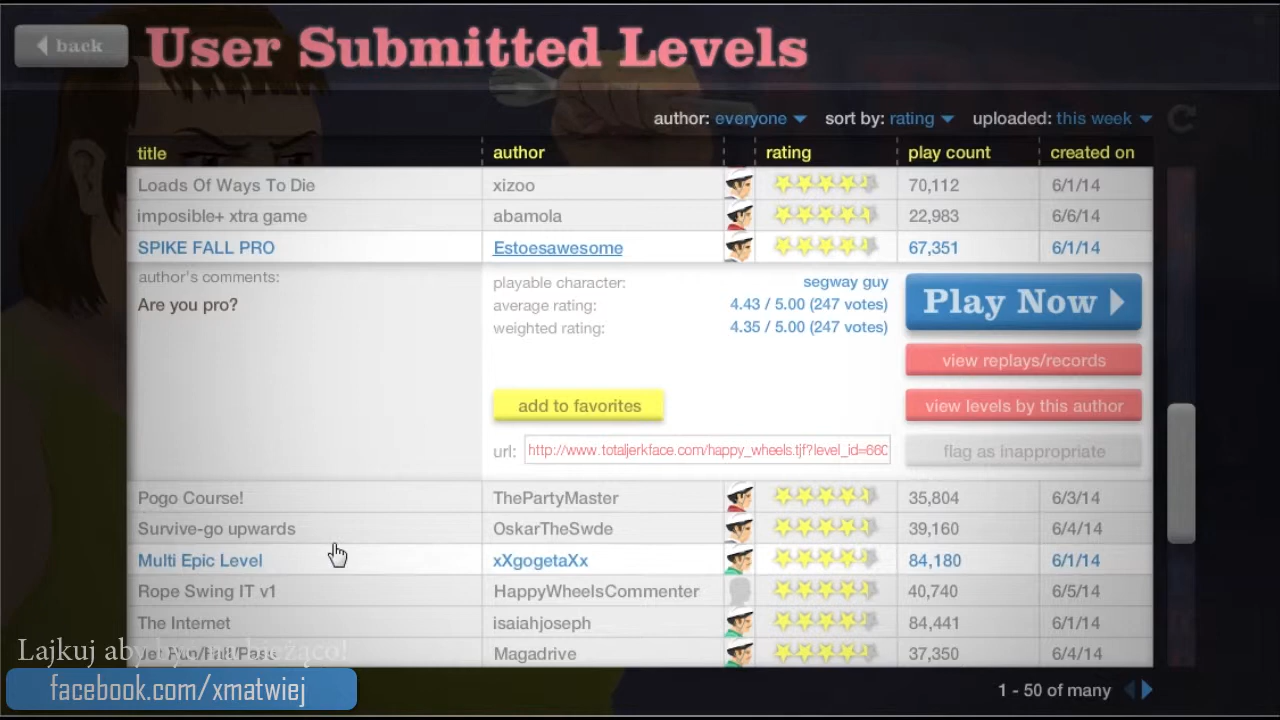 back
User Submitted Levels
author: everyone sort by: rating uploaded: this week
title author rating play count created on
Loads Of Ways To Die xizoo 70,112 6/1/14
imposible+ xtra game abamola 22,983 6/6/14
SPIKE FALL PRO Estoesawesome 67,351 6/1/14
author's comments:
Are you pro?
playable character: segway guy
average rating: 4.43 / 5.00 (247 votes)
weighted rating: 4.35 / 5.00 (247 votes)
Play Now
view replays/records
add to favorites
view levels by this author
url: http://www.totaljerkface.com/happy_wheels.tjf?level_id=660
flag as inappropriate
Pogo Course! ThePartyMaster 35,804 6/3/14
Survive-go upwards OskarTheSwde 39,160 6/4/14
Multi Epic Level xXgogetaXx 84,180 6/1/14
Rope Swing IT v1 HappyWheelsCommenter 40,740 6/5/14
The Internet isaiahjoseph 84,441 6/1/14
Magadrive 37,350 6/4/14
Lajkuj aby być na bieżąco!
facebook.com/xmatwiej
1 - 50 of many